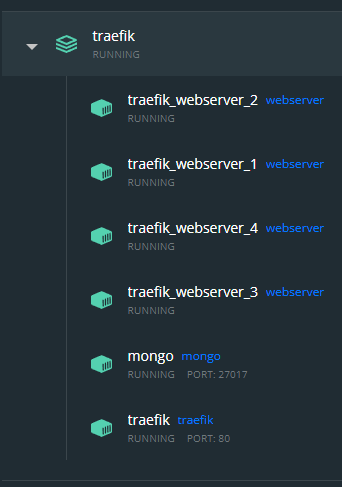 traefik
RUNNING
traefik_webserver_2 webserver
RUNNING
traefik_webserver_1 webserver
RUNNING
traefik_webserver_4 webserver
RUNNING
traefik_webserver_3 webserver
RUNNING
mongo mongo
RUNNING PORT: 27017
traefik traefik
RUNNING PORT: 80